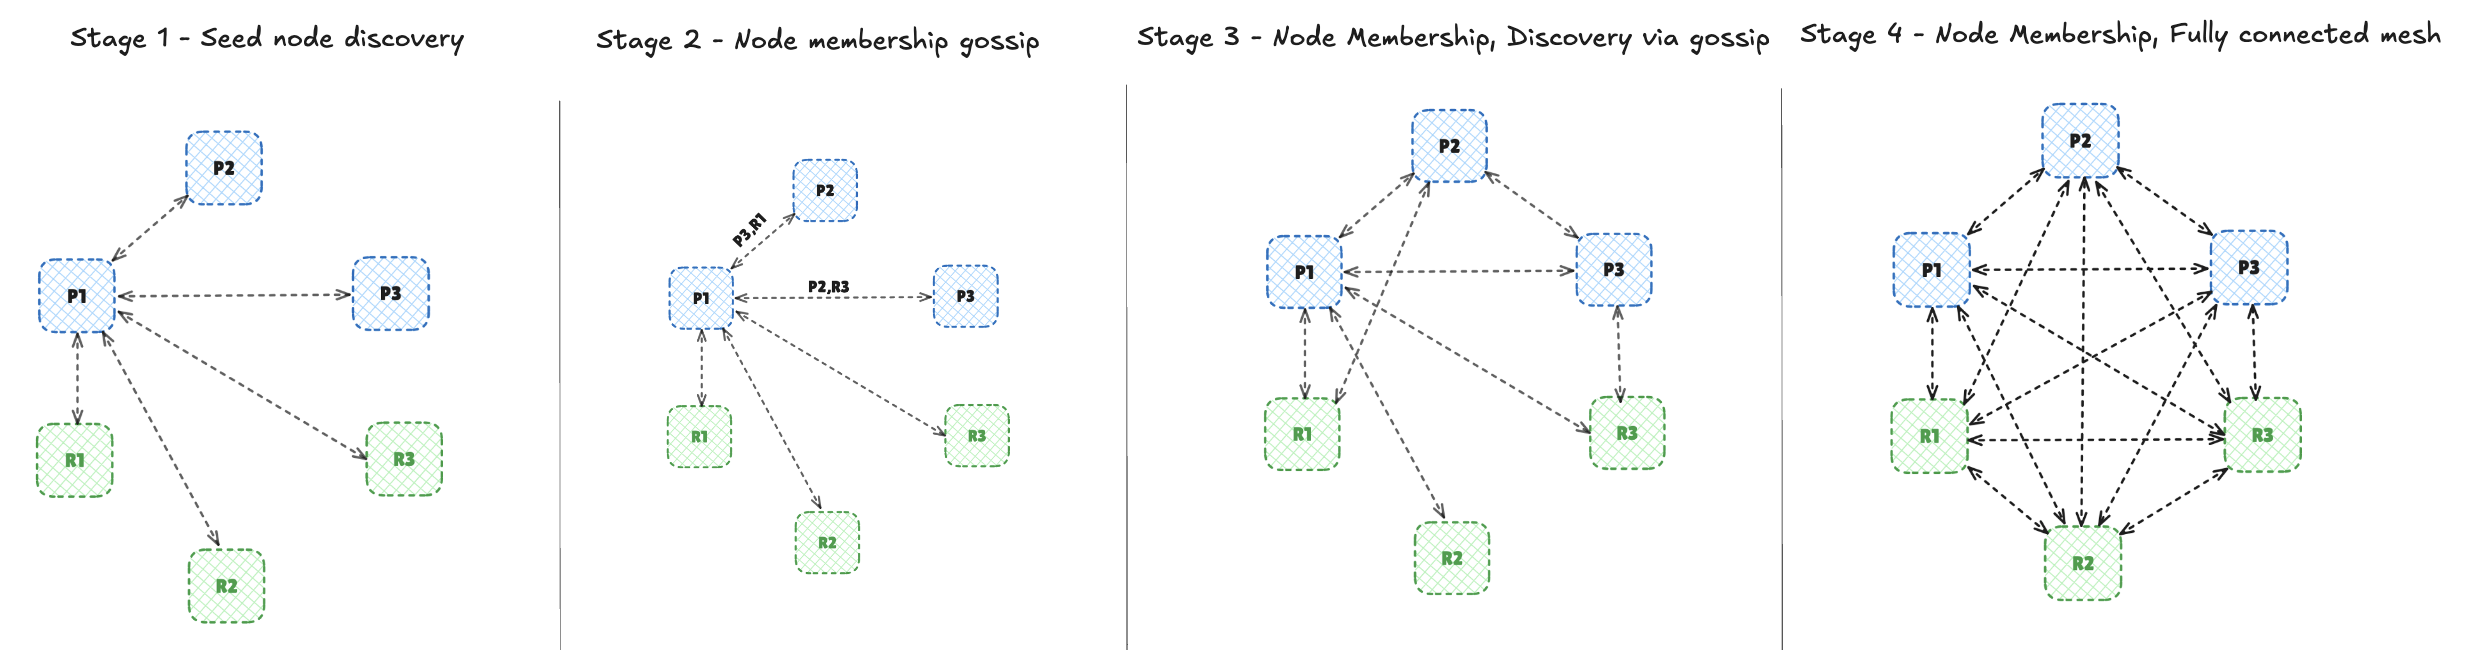 Stage 1 - Seed node discovery
P2
P1
P3
R1
R3
R2
Stage 2 - Node membership gossip
P2
P3,R1
P1
P2,R3
P3
R1
R3
R2
Stage 3 - Node Membership, Discovery via gossip
P2
P1
P3
R1
R3
R2
Stage 4 - Node Membership, Fully connected mesh
P2
P1
P3
R1
R3
R2